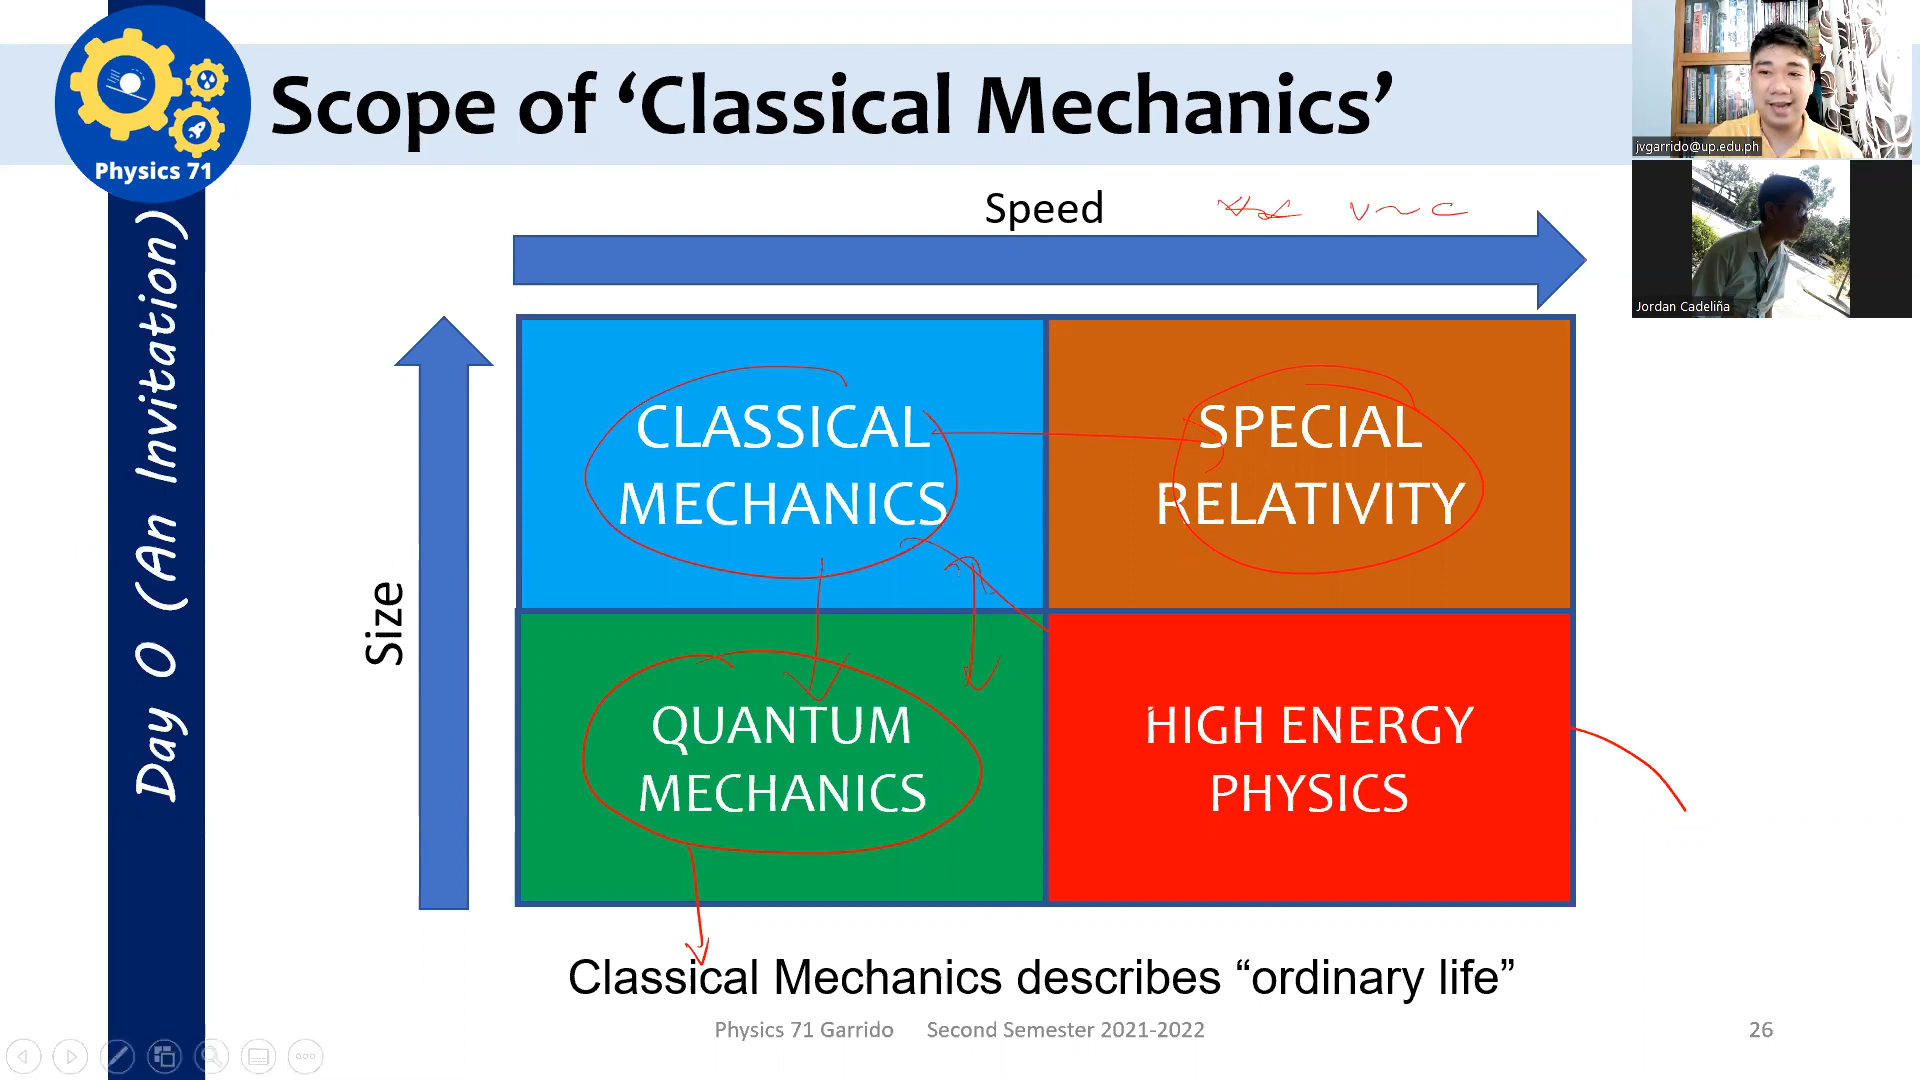 Scope of ‘Classical Mechanics’
Physics 71
Day 0 (An Invitation)
Speed
v ~ c
Size
CLASSICAL
MECHANICS
SPECIAL
RELATIVITY
QUANTUM
MECHANICS
HIGH ENERGY
PHYSICS
Classical Mechanics describes “ordinary life”
Physics 71 Garrido Second Semester 2021-2022
26
jvgarrido@up.edu.ph
Jordan Cadeliña